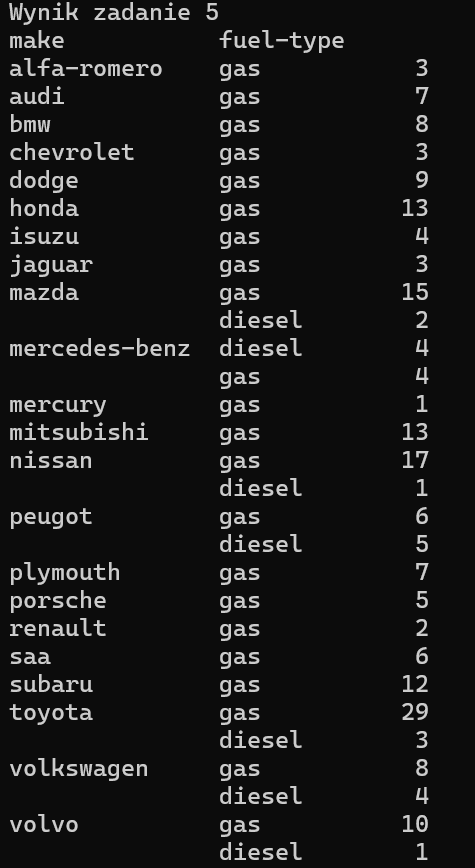 Wynik zadanie 5
make fuel-type
alfa-romero gas 3
audi gas 7
bmw gas 8
chevrolet gas 3
dodge gas 9
honda gas 13
isuzu gas 4
jaguar gas 3
mazda gas 15
diesel 2
mercedes-benz diesel 4
gas 4
mercury gas 1
mitsubishi gas 13
nissan gas 17
diesel 1
peugot gas 6
diesel 5
plymouth gas 7
porsche gas 5
renault gas 2
saa gas 6
subaru gas 12
toyota gas 29
diesel 3
volkswagen gas 8
diesel 4
volvo gas 10
diesel 1